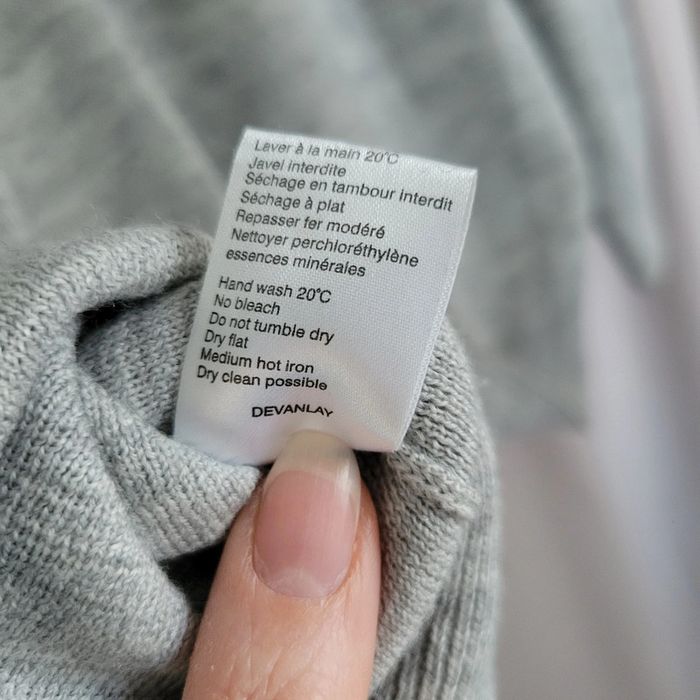 Laver à la main 20°C
Javel interdite
Séchage en tambour interdit
Séchage à plat
Repasser fer modéré
Nettoyer perchloréthylène
essences minérales
Hand wash 20°C
No bleach
Do not tumble dry
Dry flat
Medium hot iron
Dry clean possible
DEVANLAY